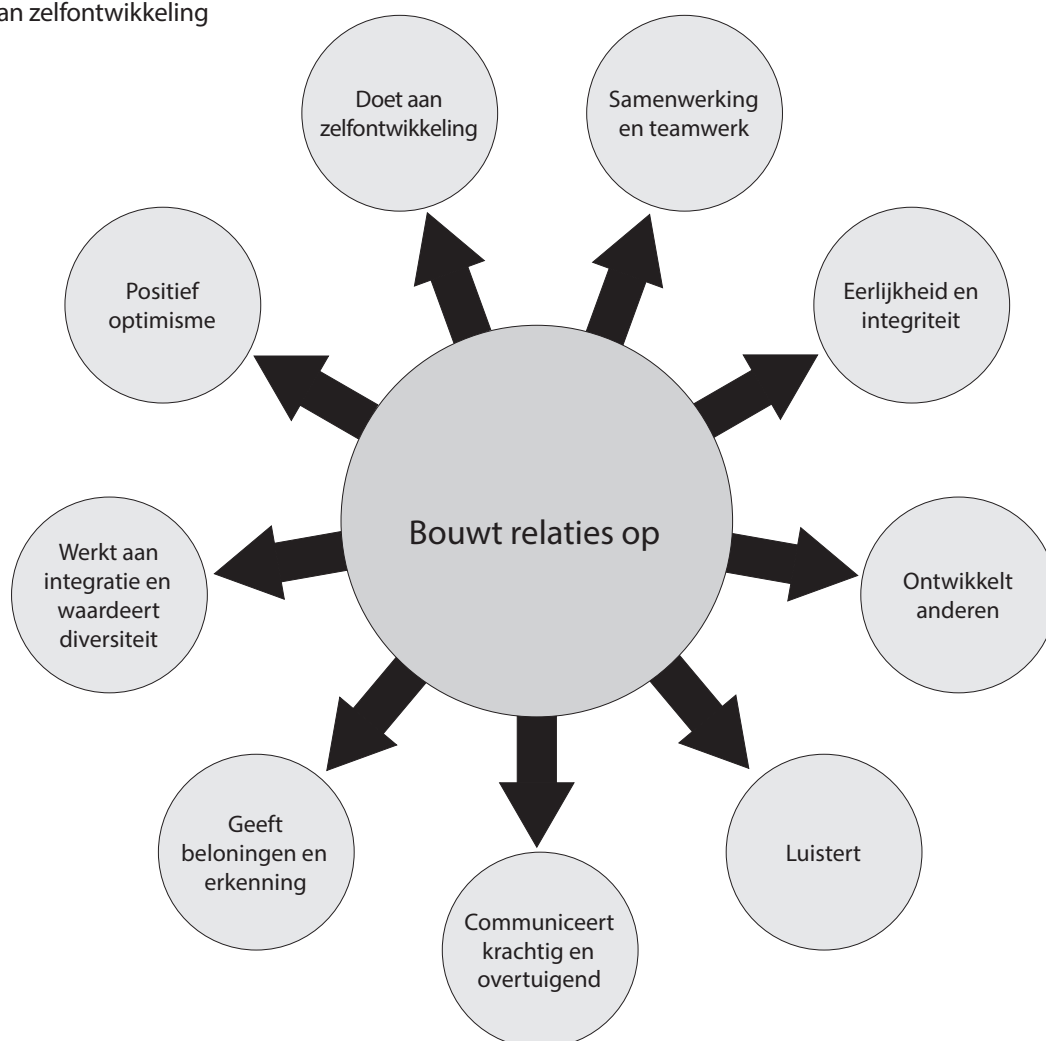 an zelfontwikkeling
Doet aan
zelfontwikkeling
Samenwerking
en teamwerk
Positief
optimisme
Eerlijkheid en
integriteit
Bouwt relaties op
Werkt aan
integratie en
waardeert
diversiteit
Ontwikkelt
anderen
Geeft
beloningen en
erkenning
Luistert
Communiceert
krachtig en
overtuigend